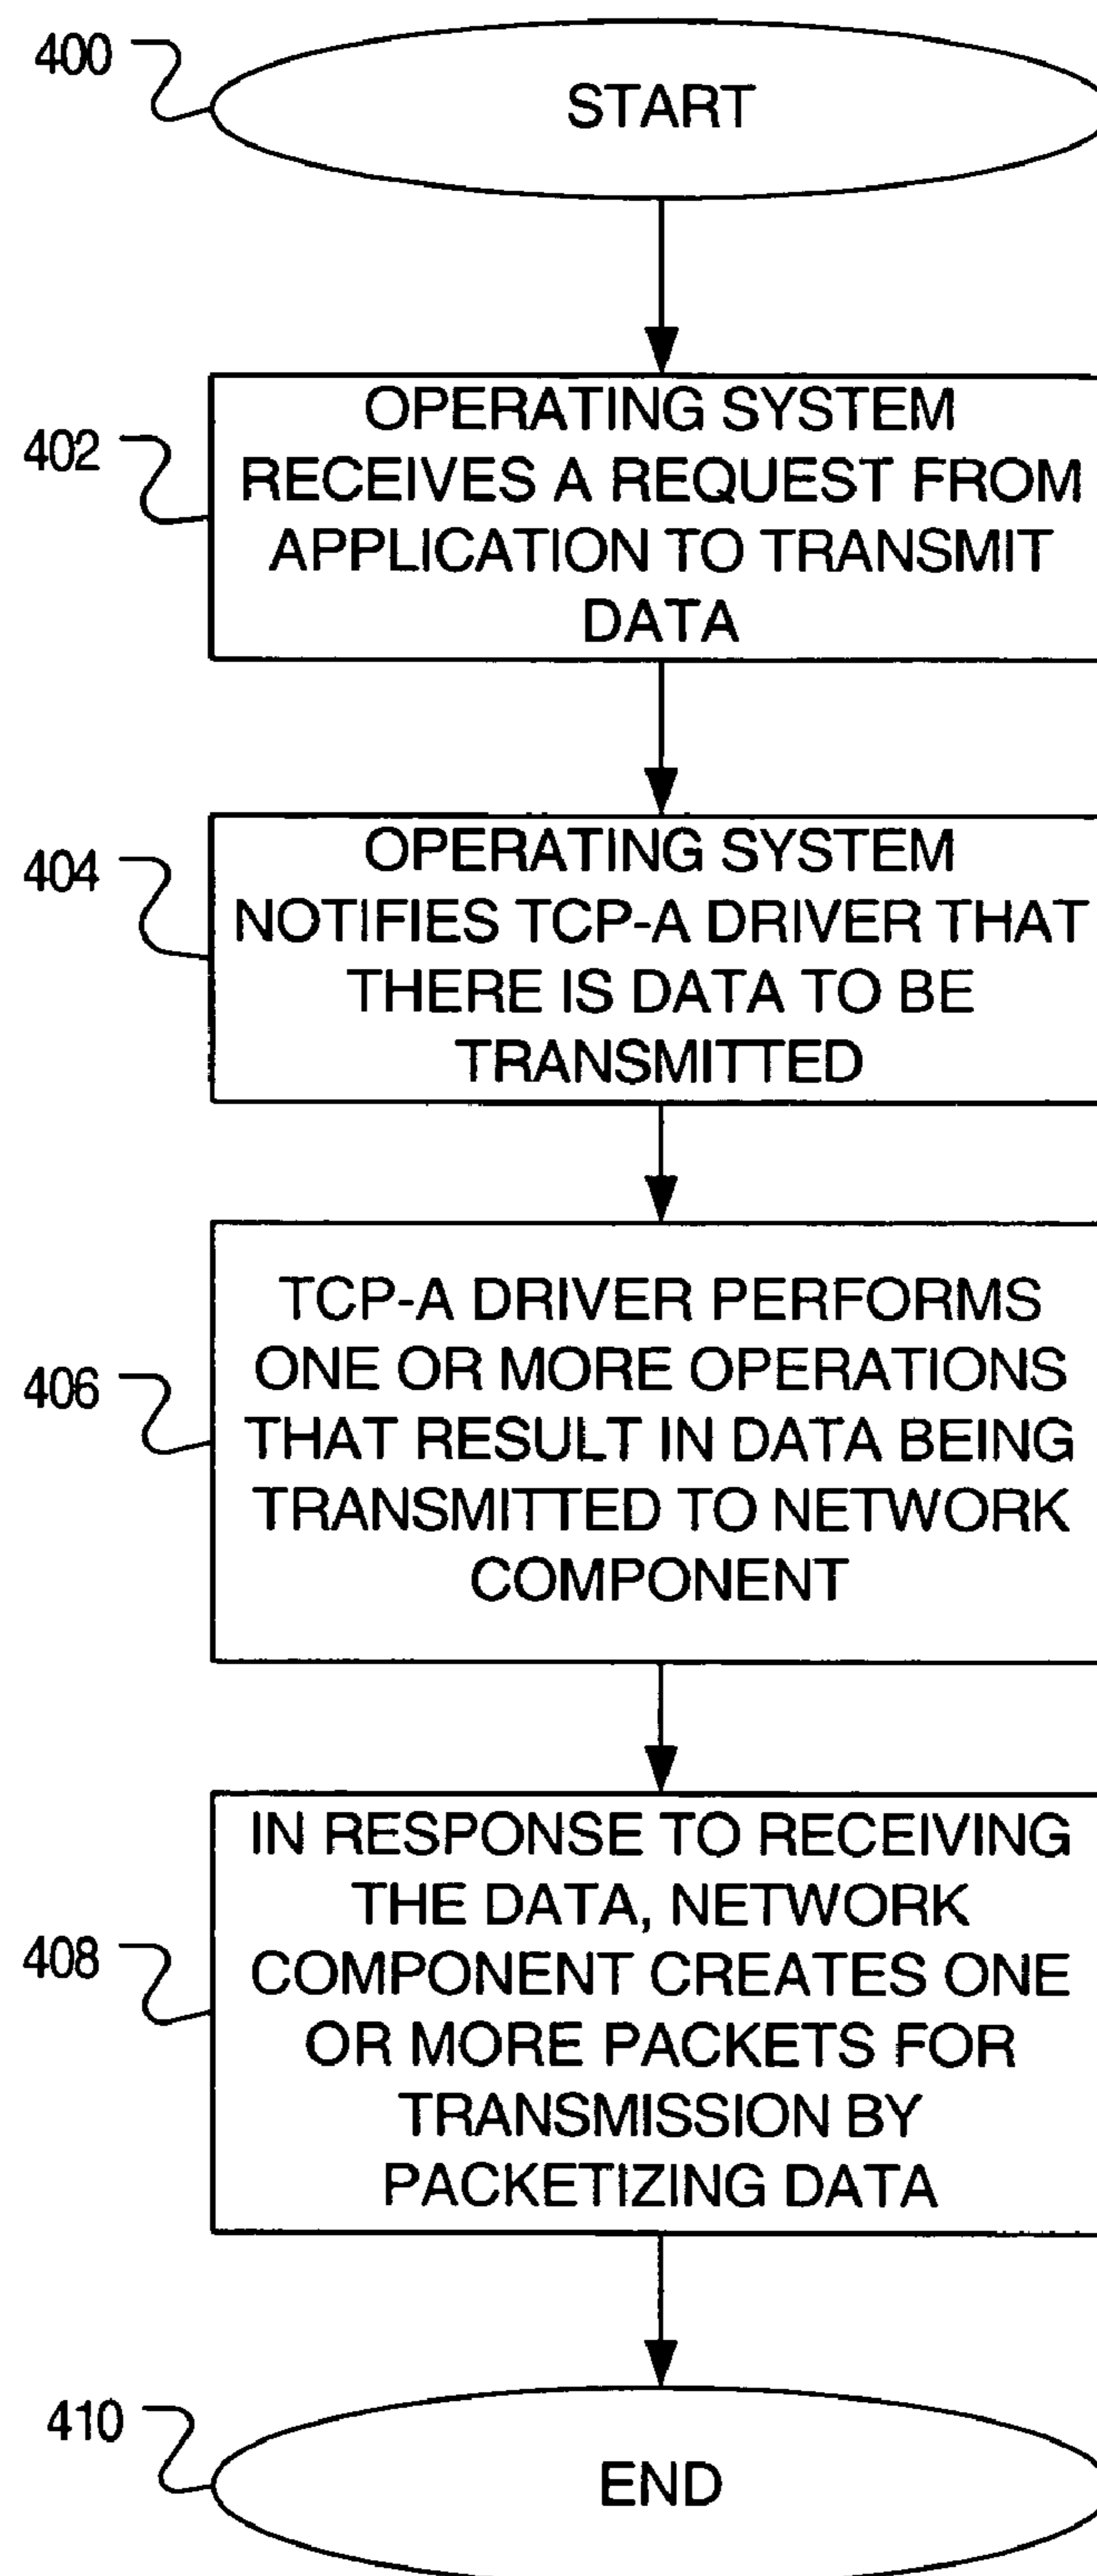 400
START
402
OPERATING SYSTEM
RECEIVES A REQUEST FROM
APPLICATION TO TRANSMIT
DATA
404
OPERATING SYSTEM
NOTIFIES TCP-A DRIVER THAT
THERE IS DATA TO BE
TRANSMITTED
406
TCP-A DRIVER PERFORMS
ONE OR MORE OPERATIONS
THAT RESULT IN DATA BEING
TRANSMITTED TO NETWORK
COMPONENT
408
IN RESPONSE TO RECEIVING
THE DATA, NETWORK
COMPONENT CREATES ONE
OR MORE PACKETS FOR
TRANSMISSION BY
PACKETIZING DATA
410
END